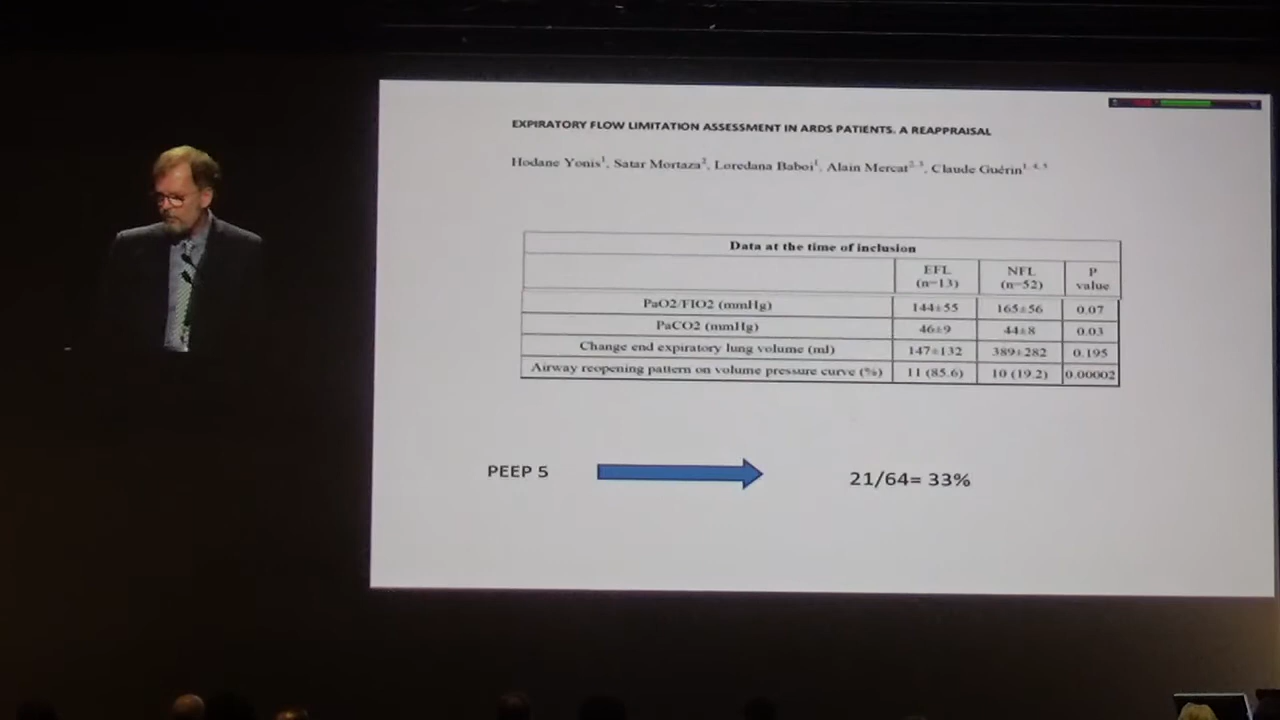 EXPIRATORY FLOW LIMITATION ASSESSMENT IN ARDS PATIENTS. A REAPPRAISAL
Hodane Yonis1, Satar Mortaza2, Loredana Baboi1, Alain Mercat2,3, Claude Guérin1,4,5
Data at the time of inclusion
EFL (n=13) NFL (n=52) P value
PaO2/FIO2 (mmHg) 144±55 165±56 0.07
PaCO2 (mmHg) 46±9 44±8 0.03
Change end expiratory lung volume (ml) 147±132 389±282 0.195
Airway reopening pattern on volume pressure curve (%) 11 (85.6) 10 (19.2) 0.00002
PEEP 5 21/64= 33%